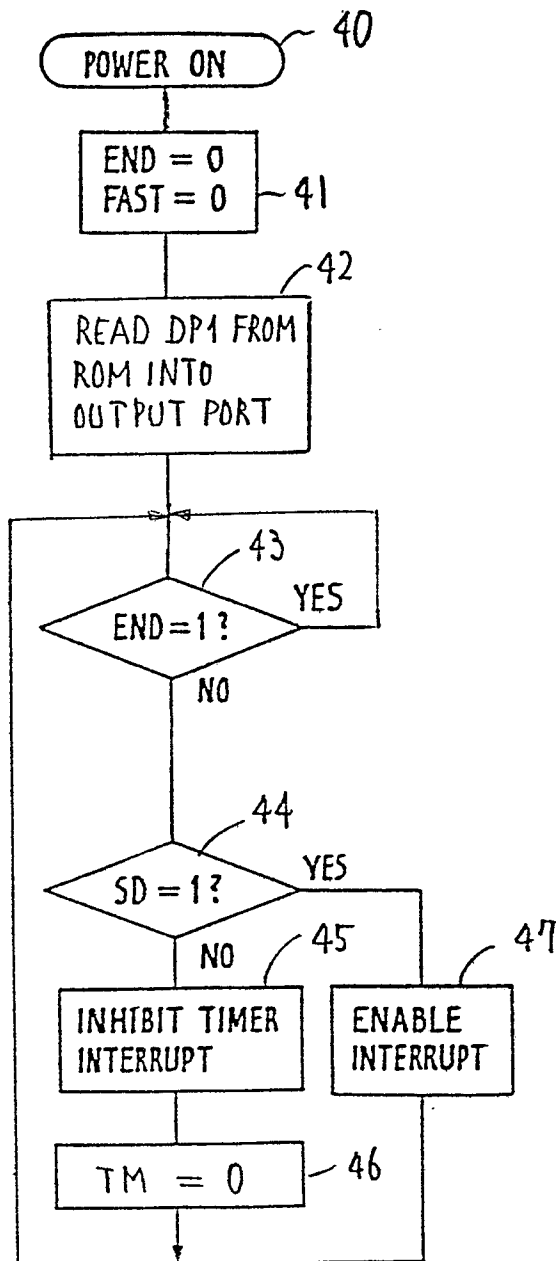 40
POWER ON
END = 0
FAST = 0
41
42
READ DP1 FROM
ROM INTO
OUTPUT PORT
43
END=1?
YES
NO
44
SD = 1?
YES
NO
45
47
INHIBIT TIMER
INTERRUPT
ENABLE
INTERRUPT
TM = 0
46